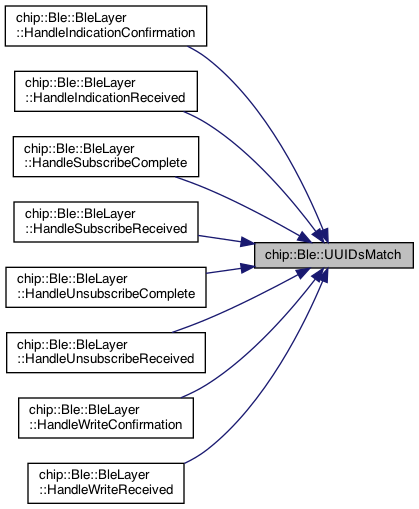 chip::Ble::BleLayer
::HandleIndicationConfirmation
chip::Ble::BleLayer
::HandleIndicationReceived
chip::Ble::BleLayer
::HandleSubscribeComplete
chip::Ble::BleLayer
::HandleSubscribeReceived
chip::Ble::UUIDsMatch
chip::Ble::BleLayer
::HandleUnsubscribeComplete
chip::Ble::BleLayer
::HandleUnsubscribeReceived
chip::Ble::BleLayer
::HandleWriteConfirmation
chip::Ble::BleLayer
::HandleWriteReceived